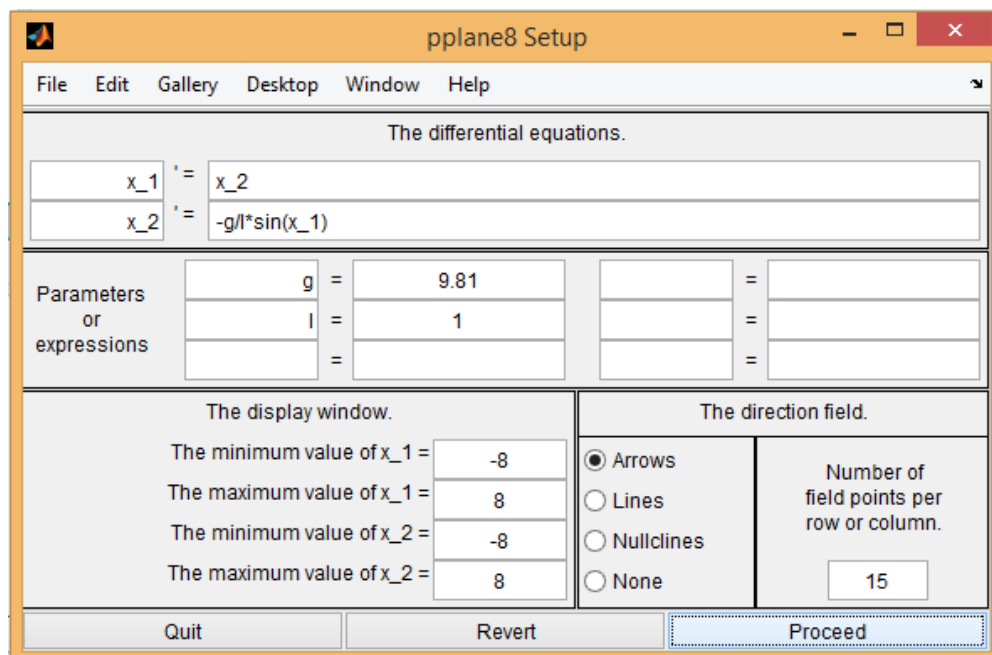 pplane8 Setup
File Edit Gallery Desktop Window Help
The differential equations.
x_1 ' = x_2
x_2 ' = -g/l*sin(x_1)
Parameters
or
expressions
g = 9.81 =
l = 1 =
= =
The display window.
The minimum value of x_1 = -8
The maximum value of x_1 = 8
The minimum value of x_2 = -8
The maximum value of x_2 = 8
The direction field.
Arrows
Lines
Nullclines
None
Number of
field points per
row or column.
15
Quit Revert Proceed